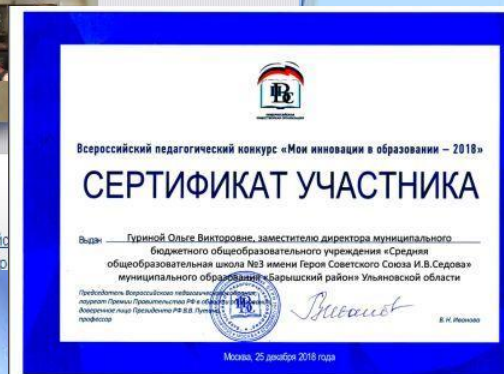 Всероссийский педагогический конкурс «Мои инновации в образовании – 2018»
СЕРТИФИКАТ УЧАСТНИКА
Выдан Гуриной Ольге Викторовне, заместителю директора муниципального
бюджетного общеобразовательного учреждения «Средняя
общеобразовательная школа №3 имени Героя Советского Союза И.В.Седова»
муниципального образования «Барышский район» Ульяновской области
Председатель Всероссийского педагогического
лауреат Премии Правительства РФ в области
доверенное лицо Президента РФ В.В. Путина,
профессор
В. Н. Иванова
Москва, 25 декабря 2018 года